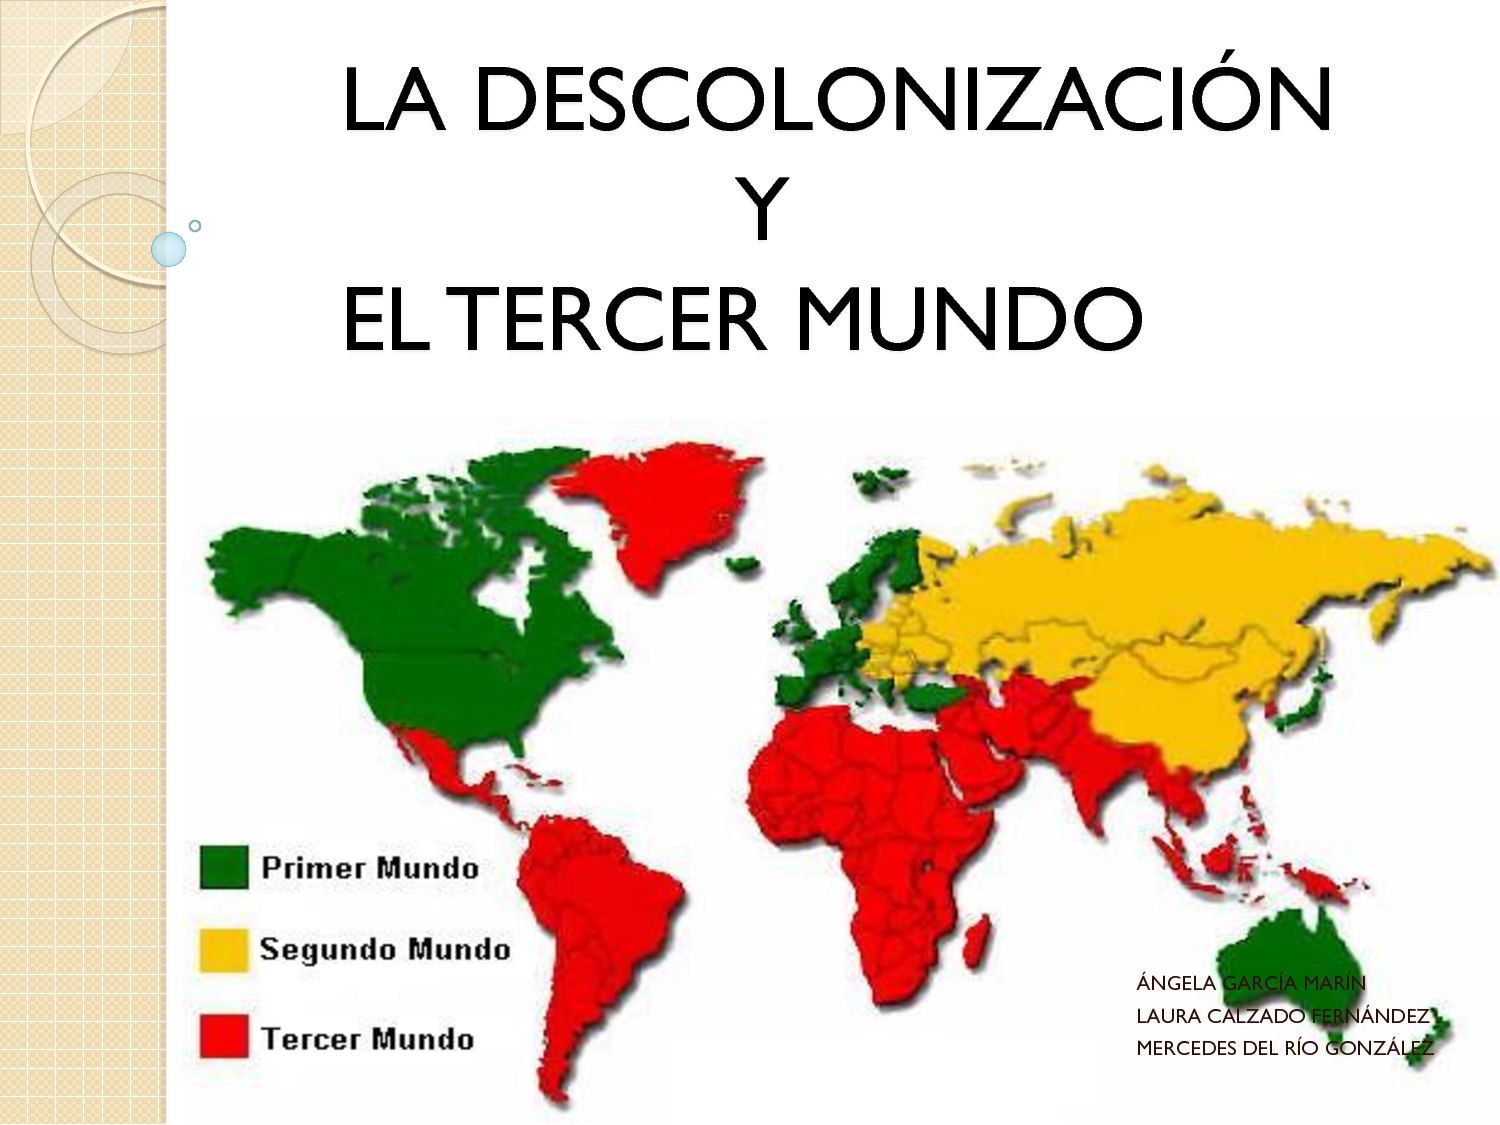 LA DESCOLONIZACIÓN
Y
EL TERCER MUNDO
Primer Mundo
Segundo Mundo
Tercer Mundo
ÁNGELA GARCÍA MARÍN
LAURA CALZADO FERNÁNDEZ
MERCEDES DEL RÍO GONZÁLEZ